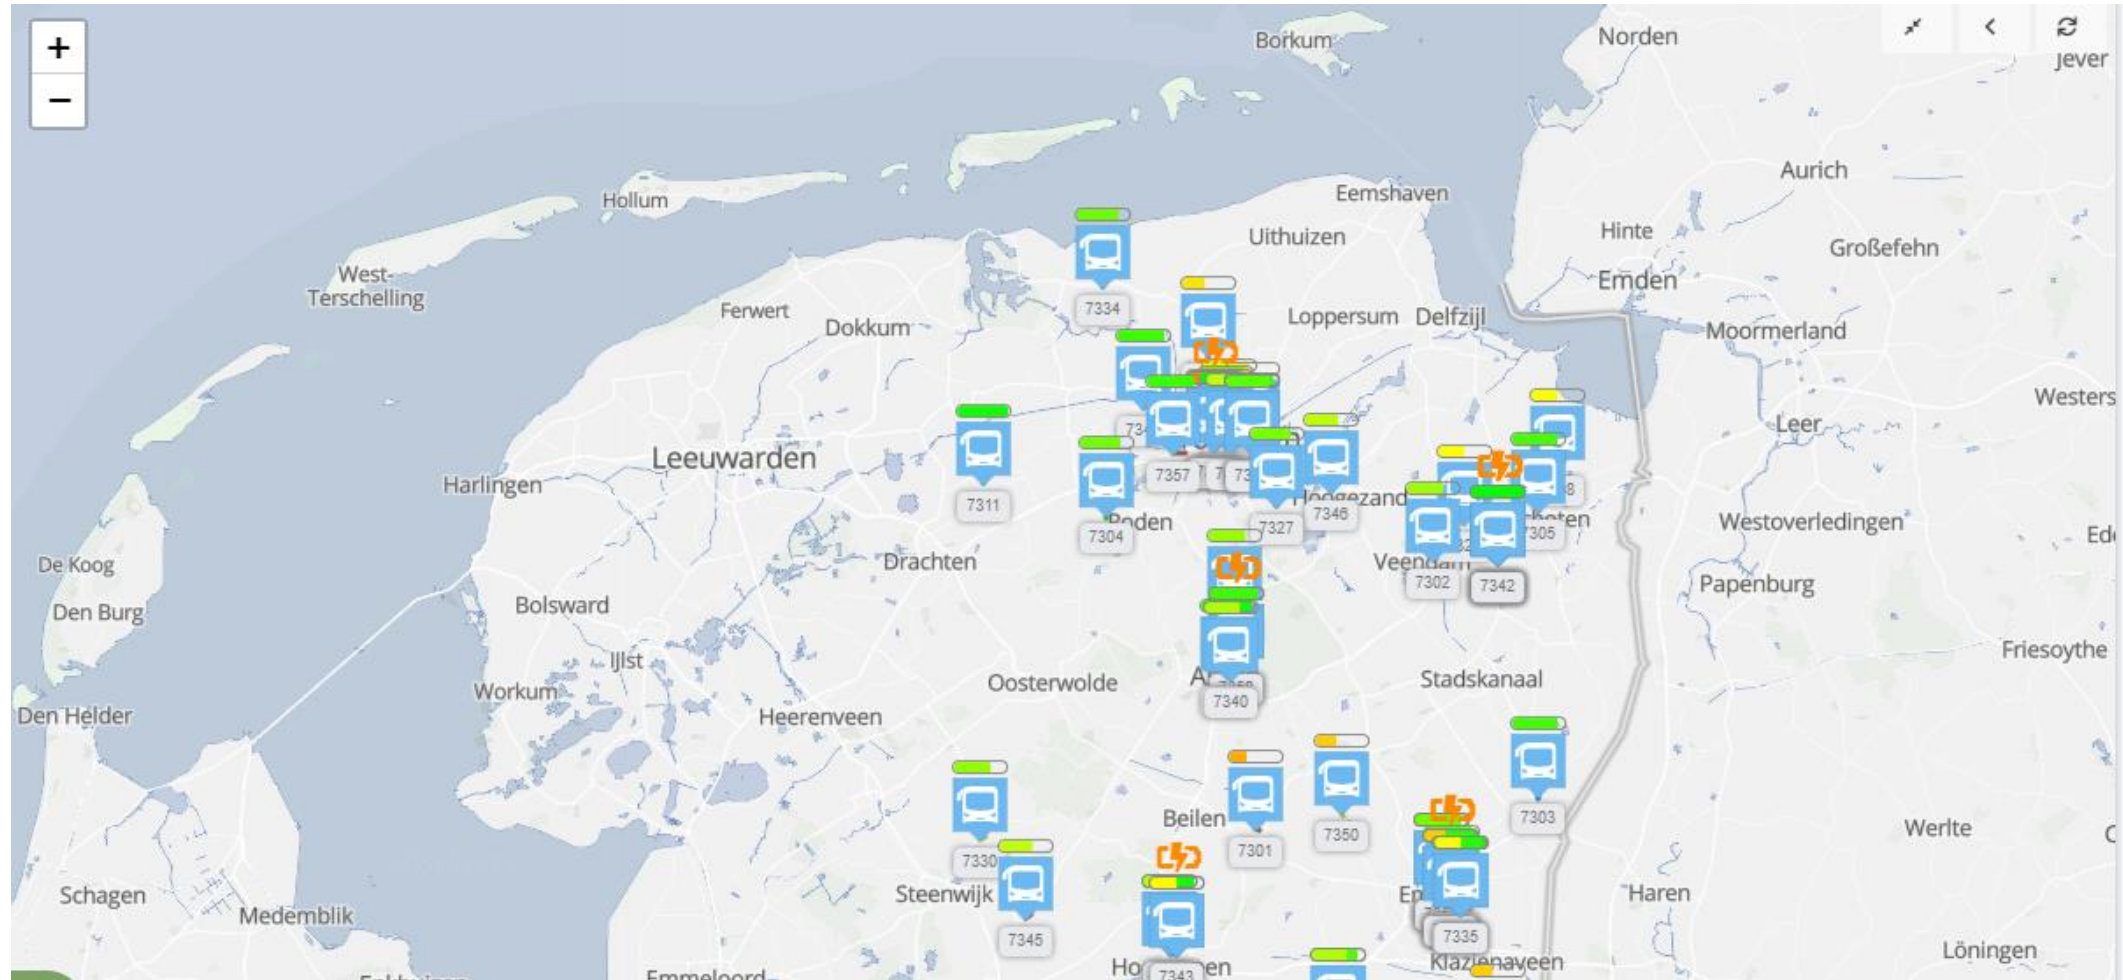 +
−
Borkum
Norden
Jever
Aurich
Hollum
Eemshaven
Uithuizen
Hinte
Großefehn
West-
Terschelling
Emden
7334
Ferwert
Dokkum
Loppersum
Delfzijl
Moormerland
Westers
Leer
Leeuwarden
Harlingen
7311
7357
7304
Roden
7327
Hoogezand
7346
7305
Westoverledingen
De Koog
Den Burg
Drachten
Veendam
7302
7342
Papenburg
Bolsward
IJlst
Friesoythe
Workum
Oosterwolde
Stadskanaal
7340
Den Helder
Heerenveen
Beilen
7301
7350
7303
Werlte
7330
Steenwijk
7345
Schagen
Medemblik
Haren
7335
7343
Klazienaveen
Löningen
Emmeloord